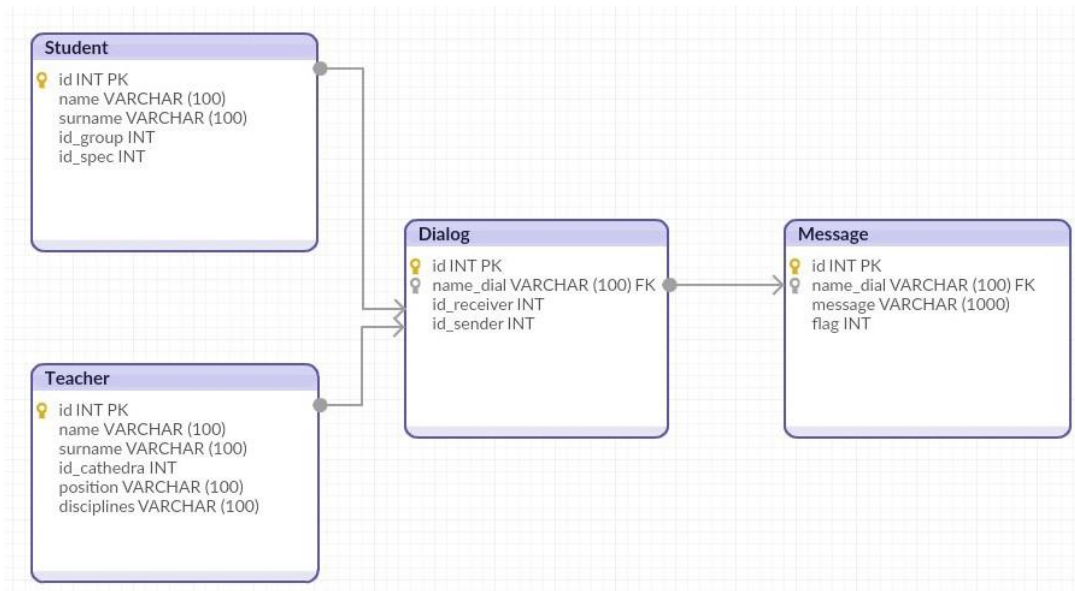 Student
id INT PK
name VARCHAR (100)
surname VARCHAR (100)
id_group INT
id_spec INT
Teacher
id INT PK
name VARCHAR (100)
surname VARCHAR (100)
id_cathedra INT
position VARCHAR (100)
disciplines VARCHAR (100)
Dialog
id INT PK
name_dial VARCHAR (100) FK
id_receiver INT
id_sender INT
Message
id INT PK
name_dial VARCHAR (100) FK
message VARCHAR (1000)
flag INT